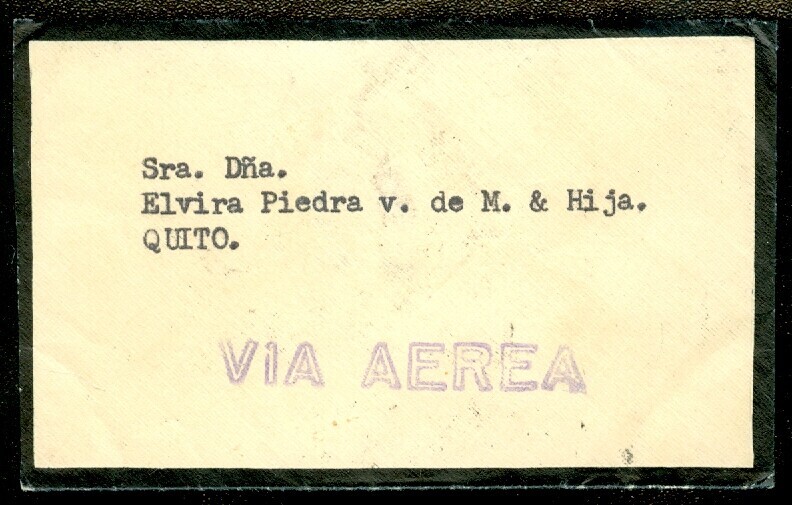 Sra. Dña.
Elvira Piedra v. de M. & Hija.
QUITO.
VIA AEREA